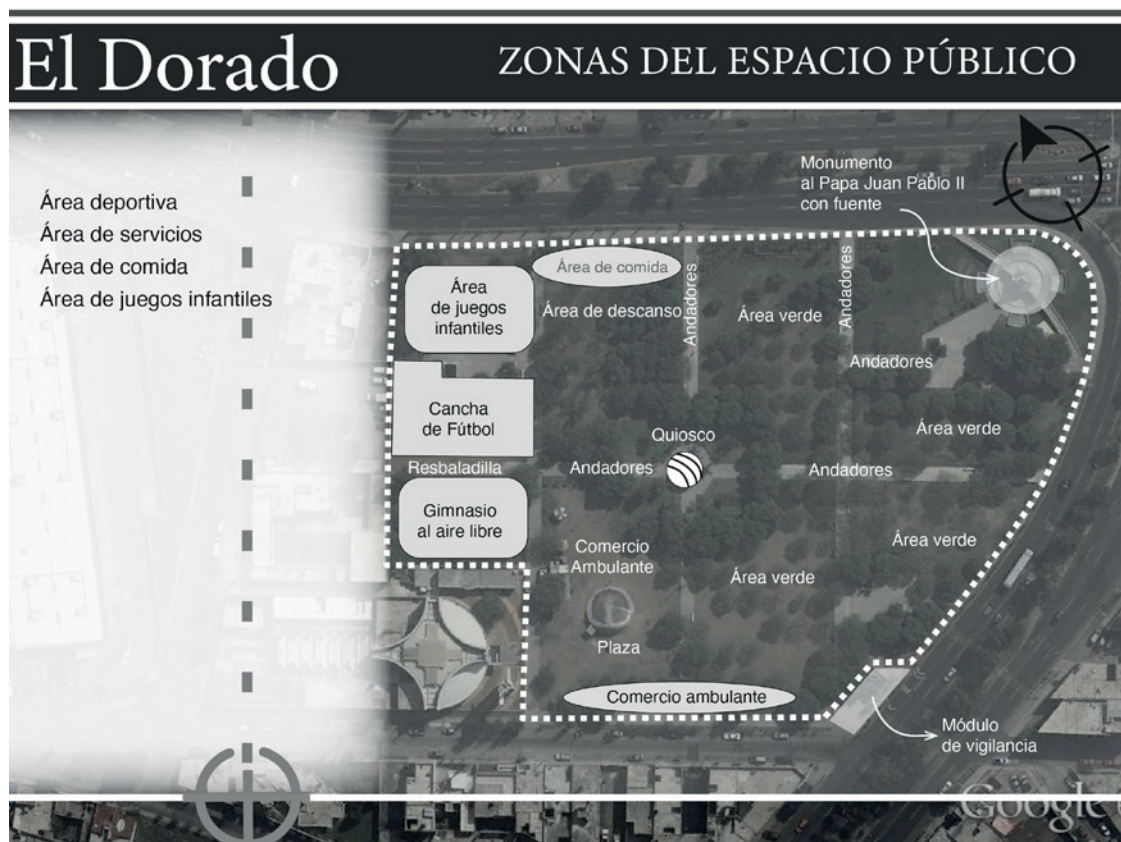 El Dorado
ZONAS DEL ESPACIO PÚBLICO
Área deportiva
Área de servicios
Área de comida
Área de juegos infantiles
Monumento
al Papa Juan Pablo II
con fuente
Área de comida
Área
de juegos
infantiles
Área de descanso
Andadores
Área verde
Andadores
Andadores
Cancha
de Fútbol
Quiosco
Área verde
Resbaladilla
Andadores
Andadores
Gimnasio
al aire libre
Comercio
Ambulante
Área verde
Área verde
Plaza
Comercio ambulante
Módulo
de vigilancia
Google